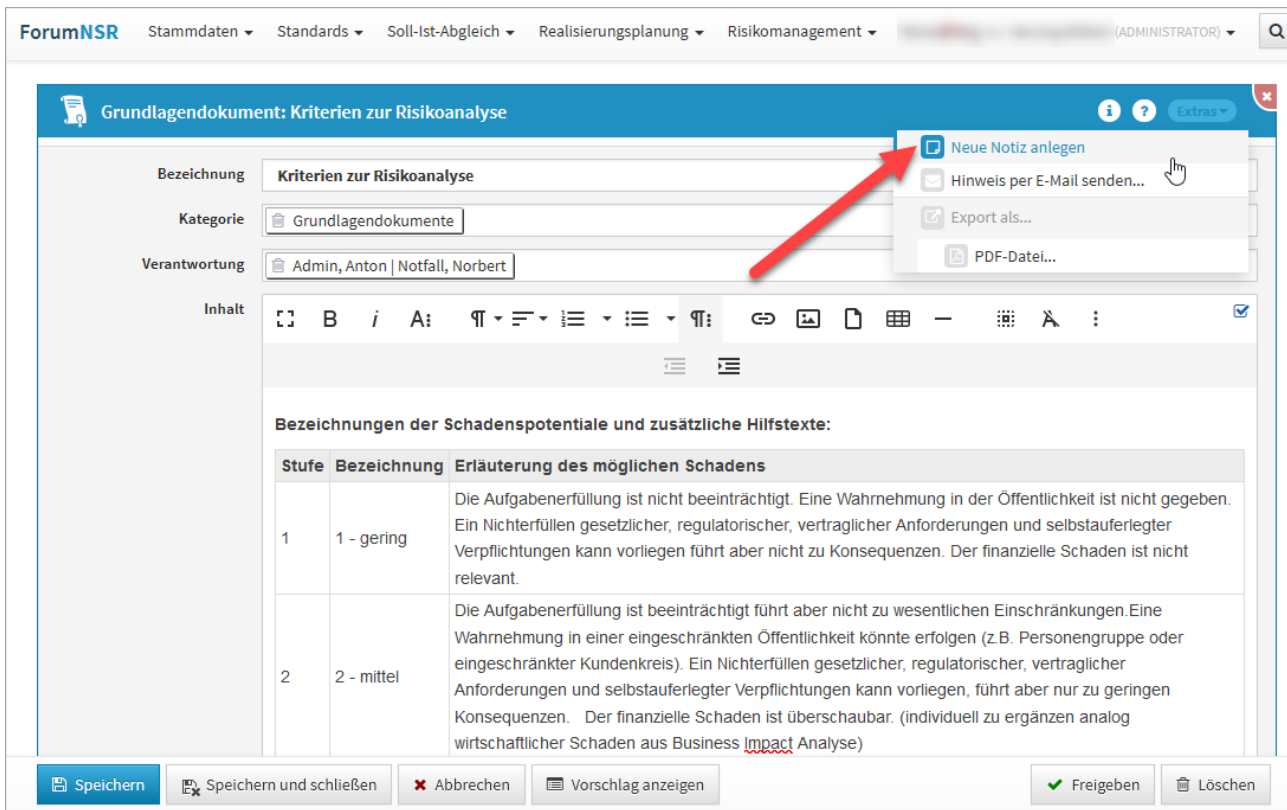 ForumNSR Stammdaten Standards Soll-Ist-Abgleich Realisierungsplanung Risikomanagement (ADMINISTRATOR)
Grundlagendokument: Kriterien zur Risikoanalyse i ? Extras
Neue Notiz anlegen
Hinweis per E-Mail senden...
Export als...
PDF-Datei...
Bezeichnung Kriterien zur Risikoanalyse
Kategorie Grundlagendokumente
Verantwortung Admin, Anton | Notfall, Norbert
Inhalt
Bezeichnungen der Schadenspotentiale und zusätzliche Hilfstexte:
Stufe Bezeichnung Erläuterung des möglichen Schadens
1 1 - gering
Die Aufgabenerfüllung ist nicht beeinträchtigt. Eine Wahrnehmung in der Öffentlichkeit ist nicht gegeben.
Ein Nichterfüllen gesetzlicher, regulatorischer, vertraglicher Anforderungen und selbstauferlegter
Verpflichtungen kann vorliegen führt aber nicht zu Konsequenzen. Der finanzielle Schaden ist nicht
relevant.
2 2 - mittel
Die Aufgabenerfüllung ist beeinträchtigt führt aber nicht zu wesentlichen Einschränkungen.Eine
Wahrnehmung in einer eingeschränkten Öffentlichkeit könnte erfolgen (z.B. Personengruppe oder
eingeschränkter Kundenkreis). Ein Nichterfüllen gesetzlicher, regulatorischer, vertraglicher
Anforderungen und selbstauferlegter Verpflichtungen kann vorliegen, führt aber nur zu geringen
Konsequenzen. Der finanzielle Schaden ist überschaubar. (individuell zu ergänzen analog
wirtschaftlicher Schaden aus Business Impact Analyse)
Speichern Speichern und schließen Abbrechen Vorschlag anzeigen Freigeben Löschen